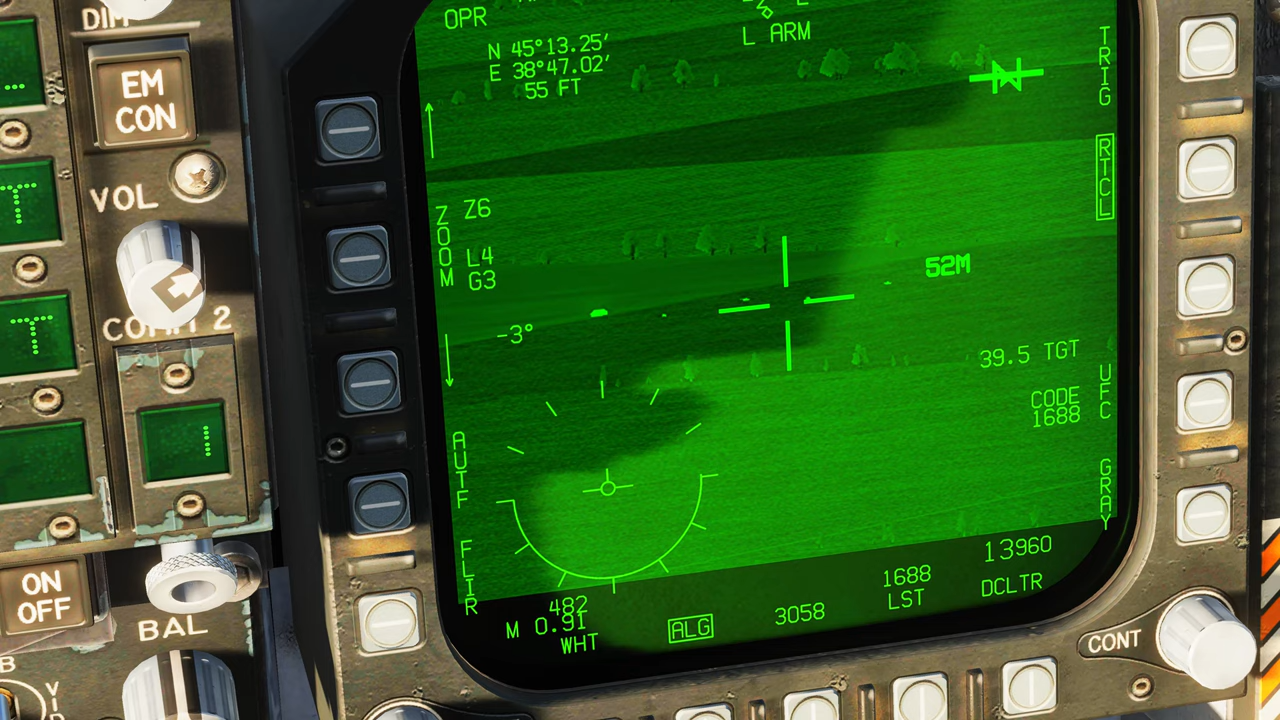 DIM
EM
CON
VOL
COMM 2
ON
OFF
BAL
OPR
N 45°13.25'
E 38°47.02'
55 FT
L ARM
TRIG
RTCL
ZOOM
Z6
L4
G3
-3°
52M
39.5 TGT
CODE
1688
UFC
GRAY
AUTF
FLIR
482
M 0.91
WHT
ALG
3058
1688
LST
13960
DCLTR
CONT